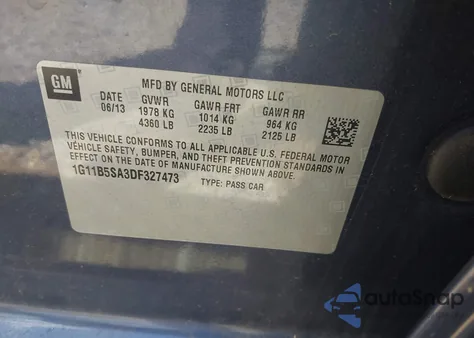 GM
MFD BY GENERAL MOTORS LLC
DATE GVWR GAWR FRT GAWR RR
06/13 1978 KG 1014 KG 964 KG
4360 LB 2235 LB 2125 LB
THIS VEHICLE CONFORMS TO ALL APPLICABLE U.S. FEDERAL MOTOR
VEHICLE SAFETY, BUMPER, AND THEFT PREVENTION STANDARDS IN
EFFECT ON THE DATE OF MANUFACTURE SHOWN ABOVE.
1G11B5SA3DF327473 TYPE: PASS CAR
autoSnap